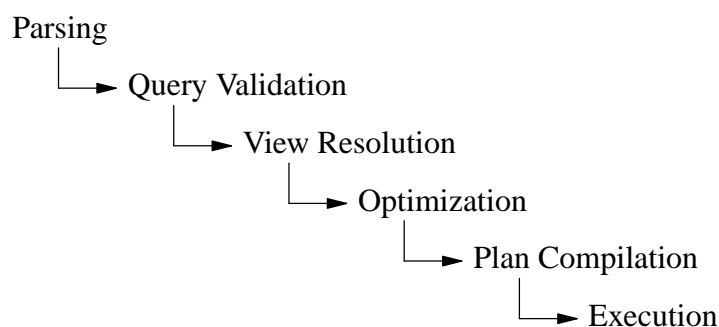 Parsing
Query Validation
View Resolution
Optimization
Plan Compilation
Execution